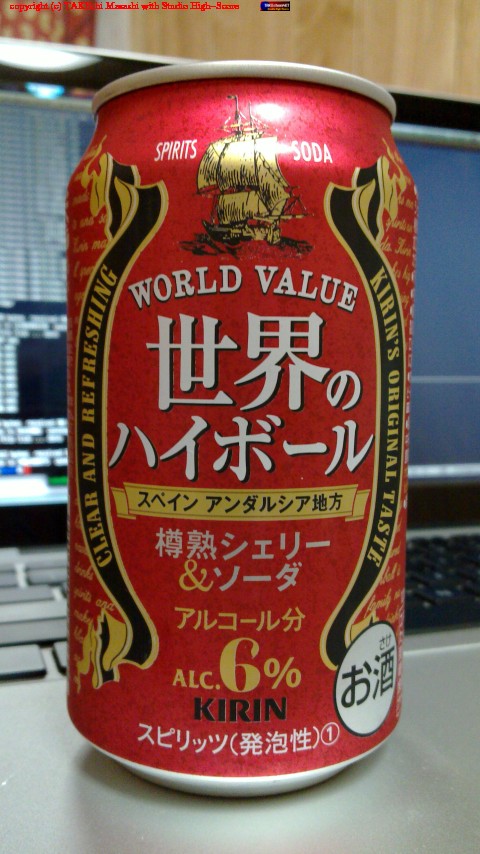 copyright (c) TAKEUchi Masashi with Studio High-Score
SPIRITS SODA
WORLD VALUE
世界の
ハイボール
CLEAR AND REFRESHING
KIRIN'S ORIGINAL TASTE
スペイン アンダルシア地方
樽熟シェリー
&ソーダ
アルコール分
ALC.6%
KIRIN
さけ
お酒
スピリッツ(発泡性)①